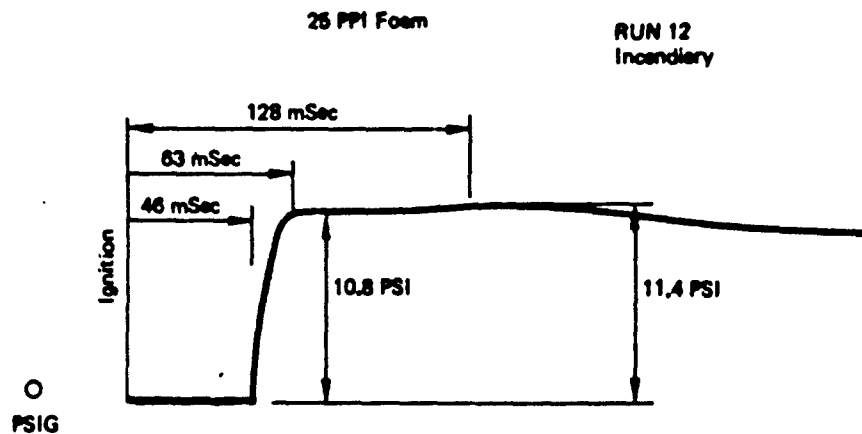 25 PPI Foam
RUN 12
Incendiary
128 mSec
63 mSec
46 mSec
Ignition
10.8 PSI
11.4 PSI
O
PSIG